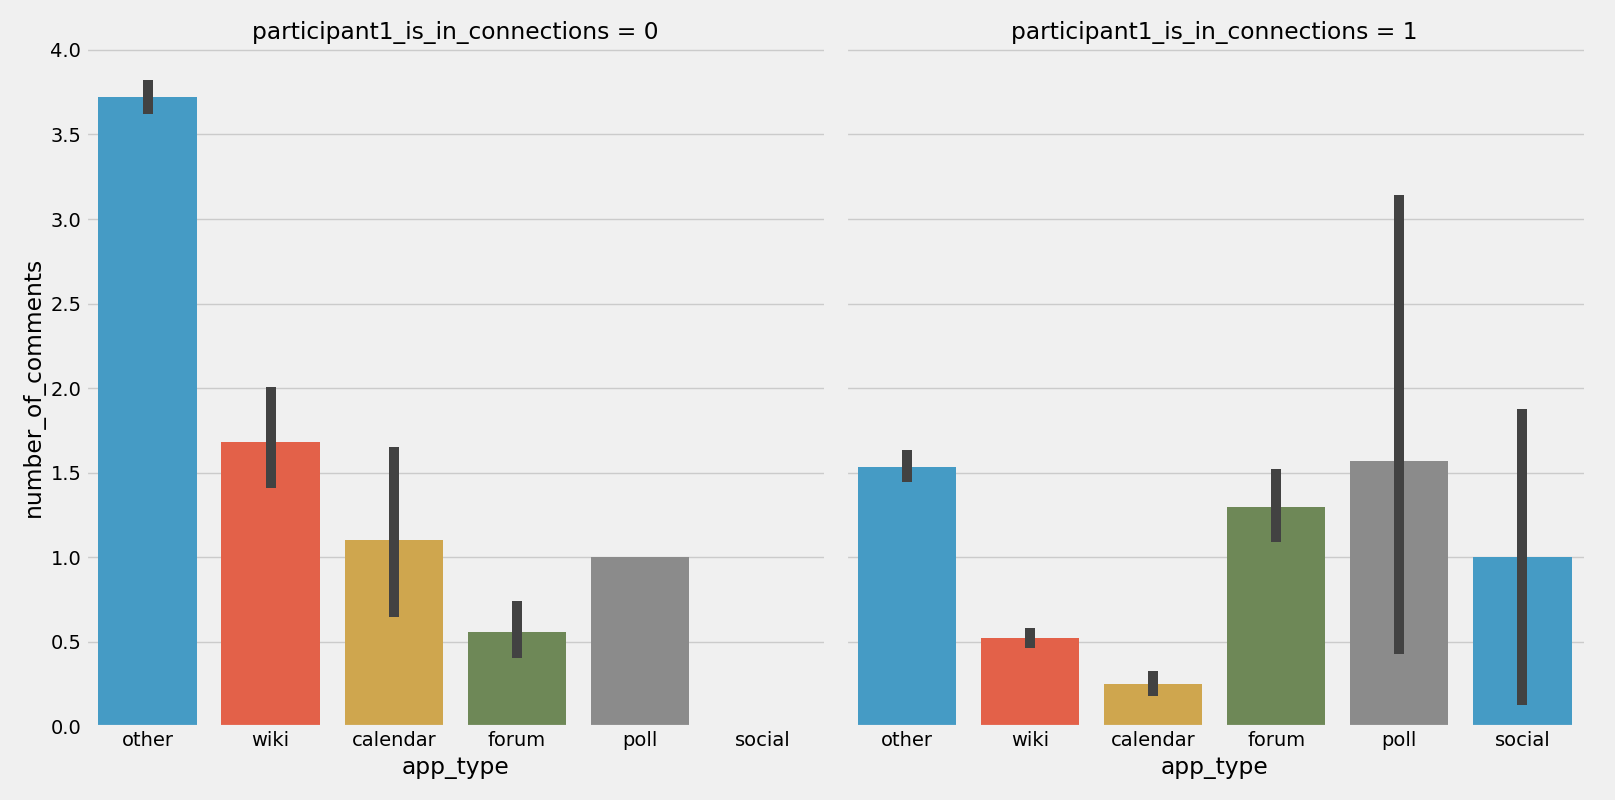 participant1_is_in_connections = 0
participant1_is_in_connections = 1
number_of_comments
4.0
3.5
3.0
2.5
2.0
1.5
1.0
0.5
0.0
other wiki calendar forum poll social
other wiki calendar forum poll social
app_type
app_type